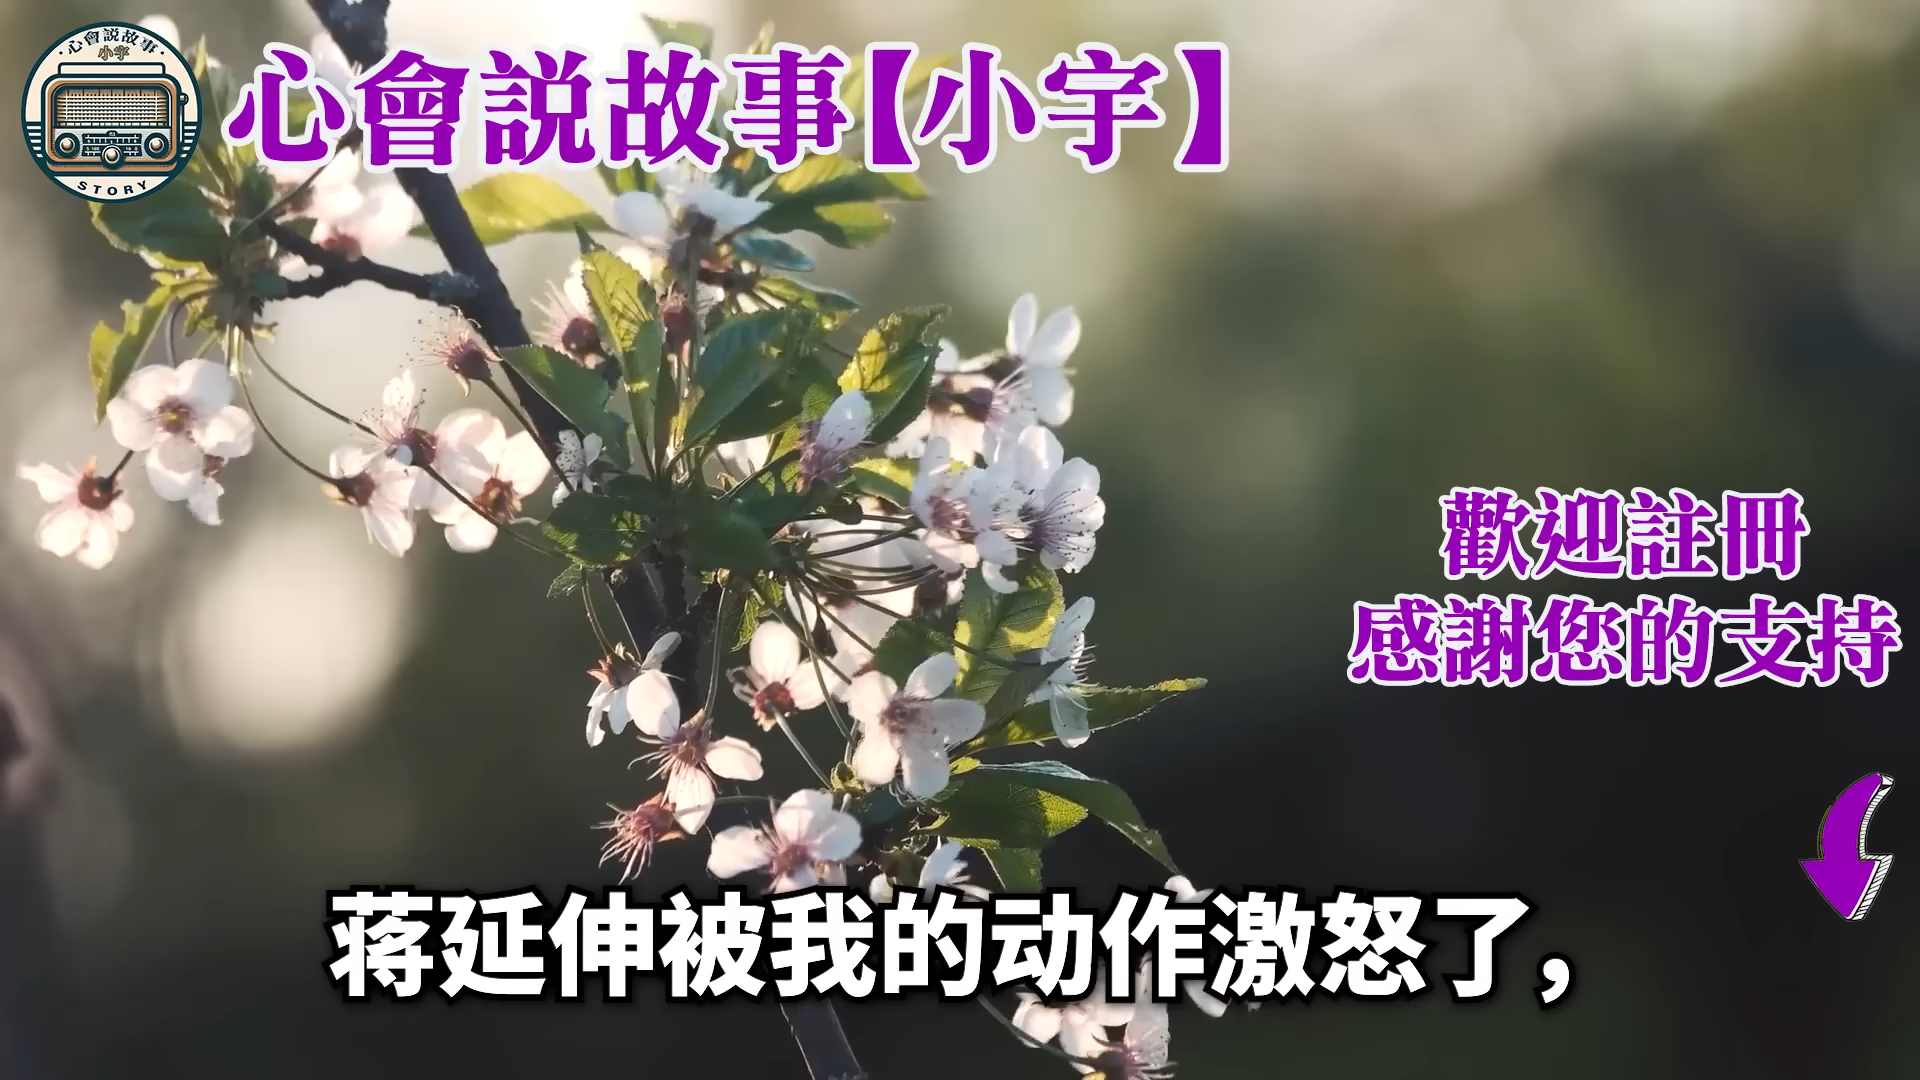 ·心會説故事·
小宇
STORY
心會説故事【小宇】
歡迎註冊
感謝您的支持
蒋延伸被我的动作激怒了，